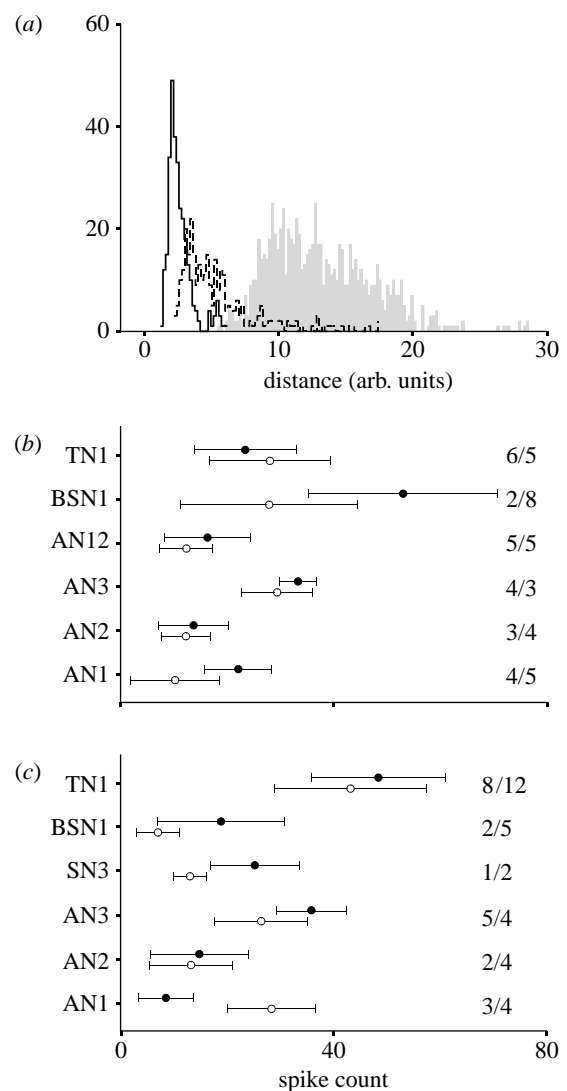 (a)
60
40
20
0
0 10 20 30
distance (arb. units)
(b)
TN1 6/5
BSN1 2/8
AN12 5/5
AN3 4/3
AN2 3/4
AN1 4/5
(c)
TN1 8/12
BSN1 2/5
SN3 1/2
AN3 5/4
AN2 2/4
AN1 3/4
0 40 80
spike count